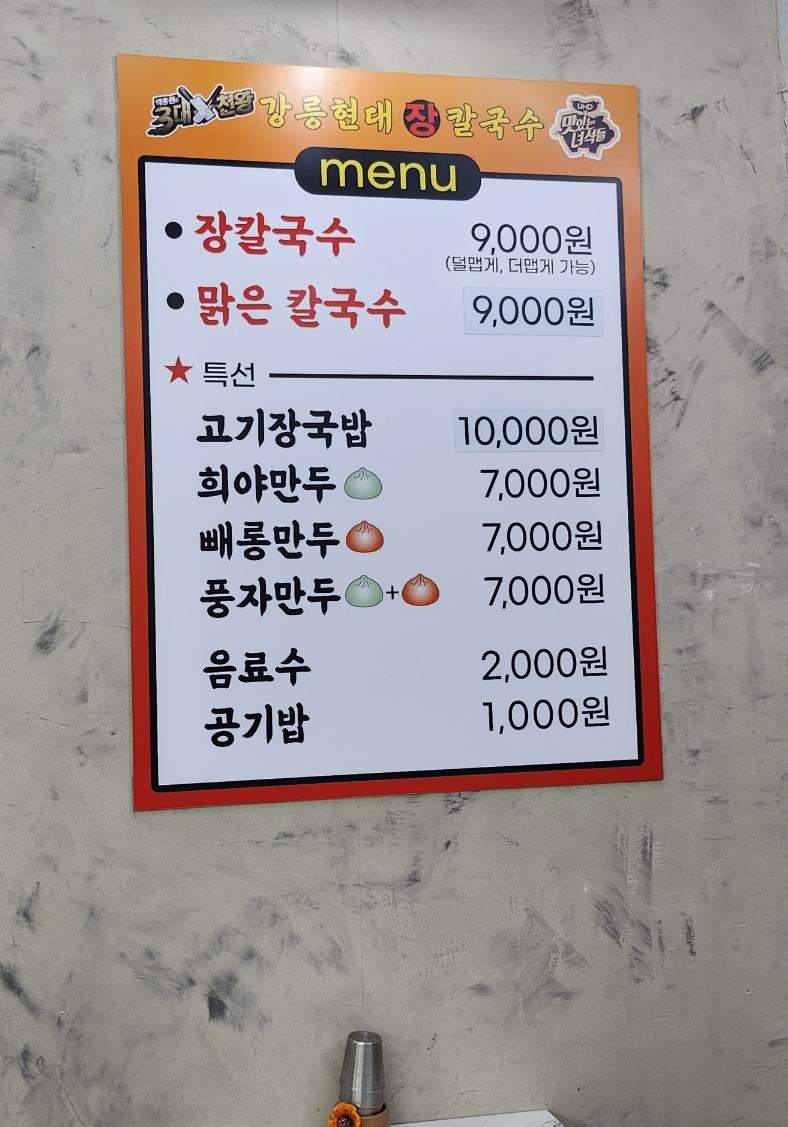 백종원의 3대천왕 강릉현대 장 칼국수 UHD 맛있는 녀석들
menu
● 장칼국수 9,000원
(덜맵게, 더맵게 가능)
● 맑은 칼국수 9,000원
★ 특선
고기장국밥 10,000원
희야만두 7,000원
빼롱만두 7,000원
풍자만두 + 7,000원
음료수 2,000원
공기밥 1,000원